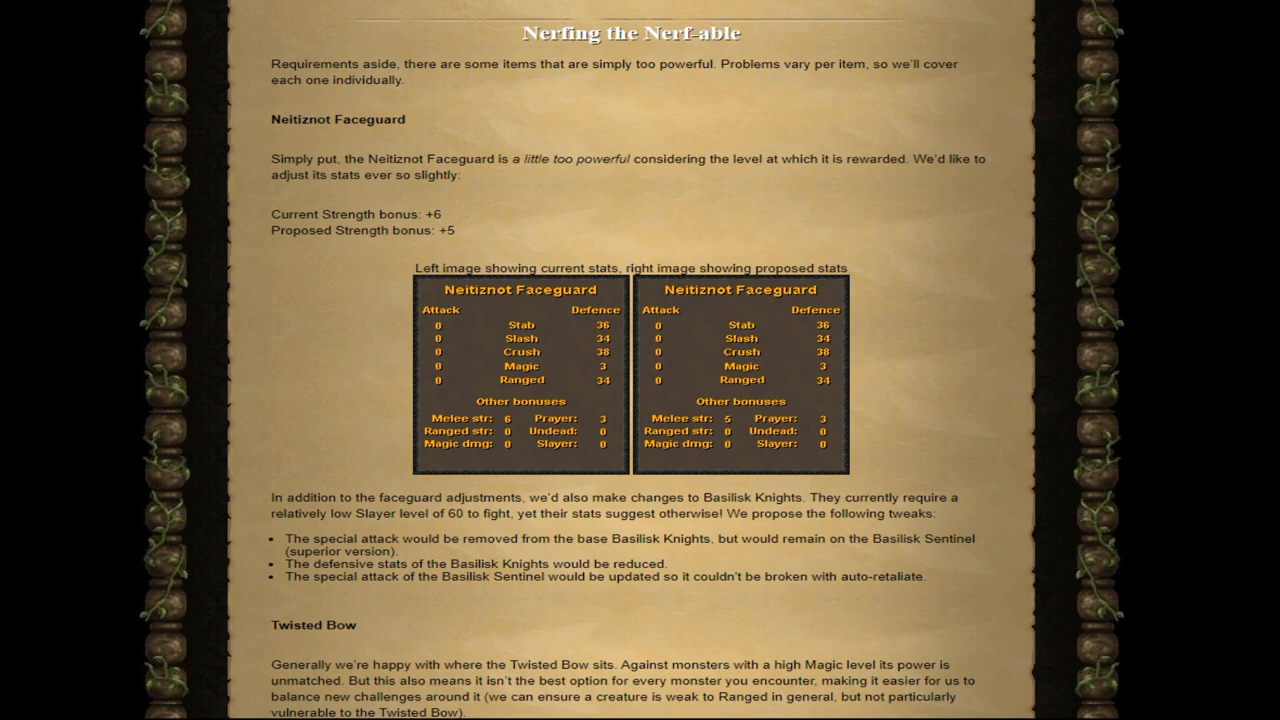 Nerfing the Nerf-able
Requirements aside, there are some items that are simply too powerful. Problems vary per item, so we'll cover
each one individually.
Neitiznot Faceguard
Simply put, the Neitiznot Faceguard is a little too powerful considering the level at which it is rewarded. We'd like to
adjust its stats ever so slightly:
Current Strength bonus: +6
Proposed Strength bonus: +5
Left image showing current stats, right image showing proposed stats
Neitiznot Faceguard
Attack Defence
0 Stab 36
0 Slash 34
0 Crush 38
0 Magic 3
0 Ranged 34
Other bonuses
Melee str: 6 Prayer: 3
Ranged str: 0 Undead: 0
Magic dmg: 0 Slayer: 0
Neitiznot Faceguard
Attack Defence
0 Stab 36
0 Slash 34
0 Crush 38
0 Magic 3
0 Ranged 34
Other bonuses
Melee str: 5 Prayer: 3
Ranged str: 0 Undead: 0
Magic dmg: 0 Slayer: 0
In addition to the faceguard adjustments, we'd also make changes to Basilisk Knights. They currently require a
relatively low Slayer level of 60 to fight, yet their stats suggest otherwise! We propose the following tweaks:
• The special attack would be removed from the base Basilisk Knights, but would remain on the Basilisk Sentinel
(superior version).
• The defensive stats of the Basilisk Knights would be reduced.
• The special attack of the Basilisk Sentinel would be updated so it couldn't be broken with auto-retaliate.
Twisted Bow
Generally we're happy with where the Twisted Bow sits. Against monsters with a high Magic level its power is
unmatched. But this also means it isn't the best option for every monster you encounter, making it easier for us to
balance new challenges around it (we can ensure a creature is weak to Ranged in general, but not particularly
vulnerable to the Twisted Bow).